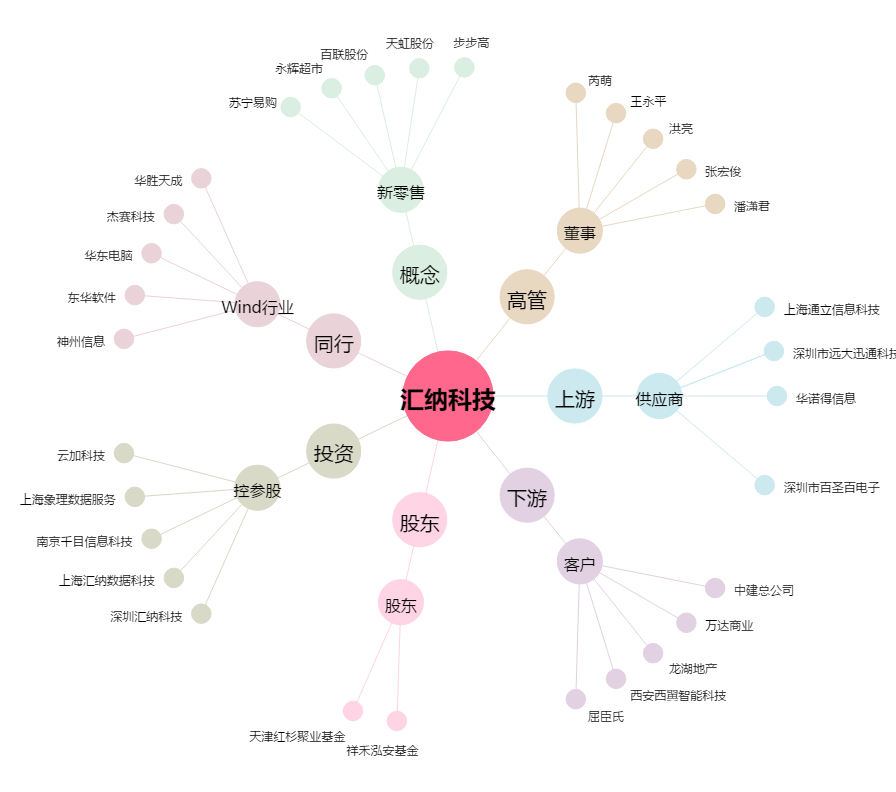 步步高
天虹股份
百联股份
永辉超市
苏宁易购
新零售
概念
芮萌
王永平
洪亮
张宏俊
潘潇君
董事
高管
华胜天成
杰赛科技
华东电脑
东华软件
神州信息
Wind行业
同行
汇纳科技
上游
供应商
上海通立信息科技
深圳市远大迅通科技
华诺得信息
深圳市百圣百电子
投资
控参股
云加科技
上海象理数据服务
南京千目信息科技
上海汇纳数据科技
深圳汇纳科技
股东
股东
天津红杉聚业基金
祥禾泓安基金
下游
客户
中建总公司
万达商业
龙湖地产
西安西巽智能科技
屈臣氏